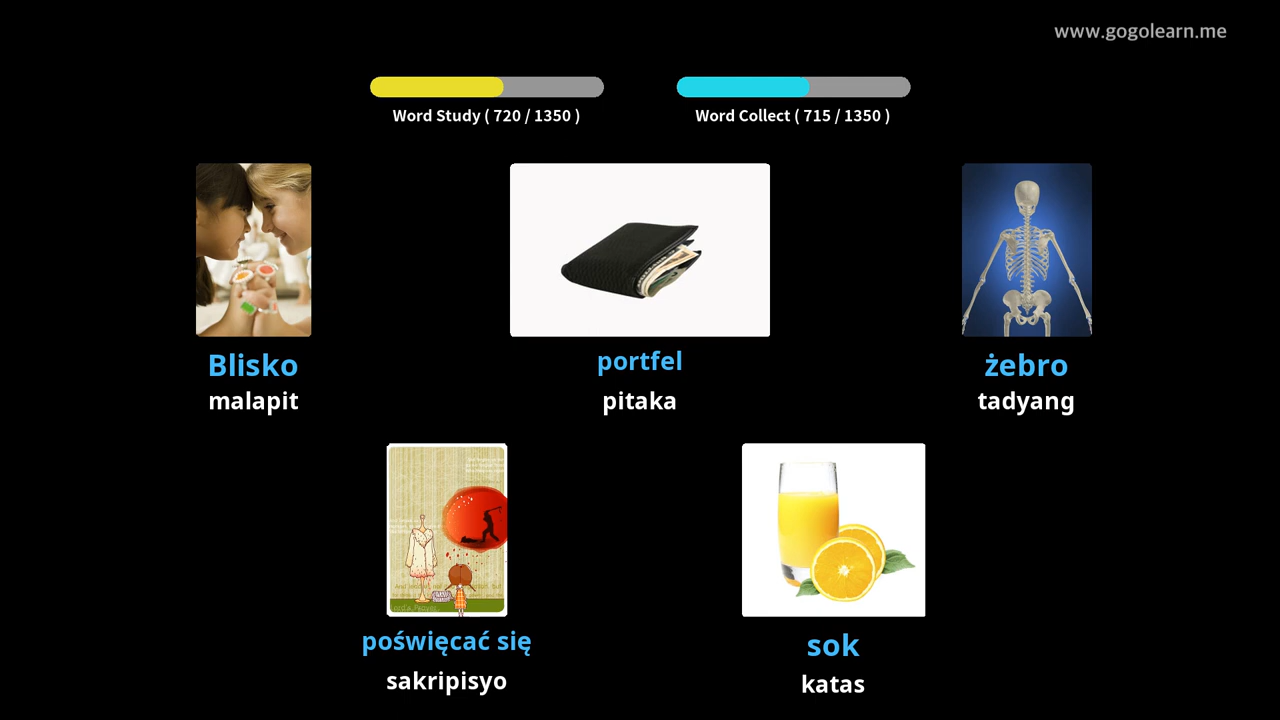 www.gogolearn.me
Word Study ( 720 / 1350 )
Word Collect ( 715 / 1350 )
Blisko
malapit
portfel
pitaka
żebro
tadyang
poświęcać się
sakripisyo
sok
katas